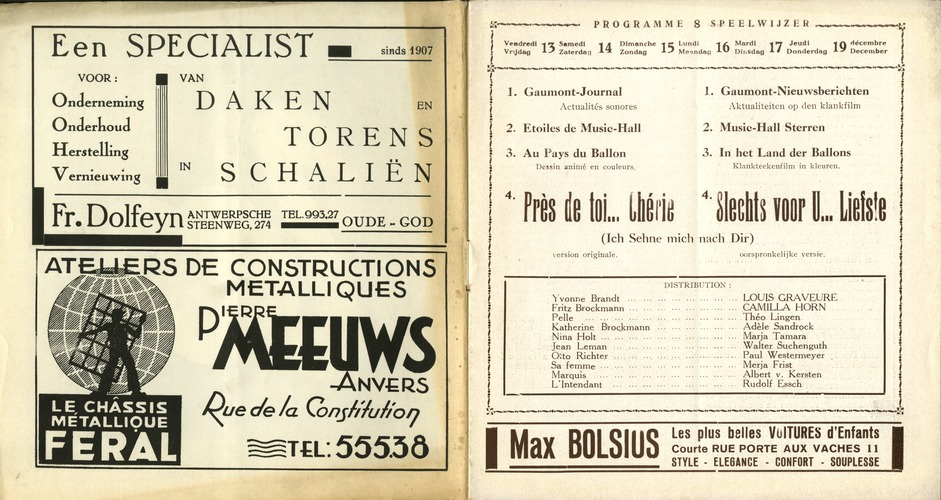 Een SPECIALIST sinds 1907
VOOR: VAN
Onderneming DAKEN EN
Onderhoud TORENS
Herstelling
Vernieuwing IN SCHALIËN
Fr. Dolfeyn ANTWERPSCHE STEENWEG, 274 TEL. 993.27 OUDE-GOD
ATELIERS DE CONSTRUCTIONS
METALLIQUES
PIERRE
MEEUWS
ANVERS
Rue de la Constitution
TEL: 555.38
LE CHÂSSIS
MÉTALLIQUE
FERAL
PROGRAMME & SPEELWIJZER
Vendredi Vrijdag 13 Samedi Zaterdag 14 Dimanche Zondag 15 Lundi Maandag 16 Mardi Dinsdag 17 Jeudi Donderdag 19 décembre December
1. Gaumont-Journal
Actualités sonores
2. Etoiles de Music-Hall
3. Au Pays du Ballon
Dessin animé en couleurs.
4. Près de toi... Chérie
1. Gaumont-Nieuwsberichten
Aktualiteiten op den klankfilm
2. Music-Hall Sterren
3. In het Land der Ballons
Klankteekenfilm in kleuren.
4. Slechts voor U... Liefste
(Ich Sehne mich nach Dir)
version originale. oorspronkelijke versie.
DISTRIBUTION :
Yvonne Brandt ... LOUIS GRAVEURE
Fritz Brockmann ... CAMILLA HORN
Pelle ... Théo Lingen
Katherine Brockmann ... Adèle Sandrock
Nina Holt ... Marja Tamara
Jean Leman ... Walter Suchenguth
Otto Richter ... Paul Westermeyer
Sa femme ... Merja Frist
Marquis ... Albert v. Kersten
L'Intendant ... Rudolf Essch
Max BOLSIUS
Les plus belles VOITURES d'Enfants
Courte RUE PORTE AUX VACHES 11
STYLE - ELEGANCE - CONFORT - SOUPLESSE